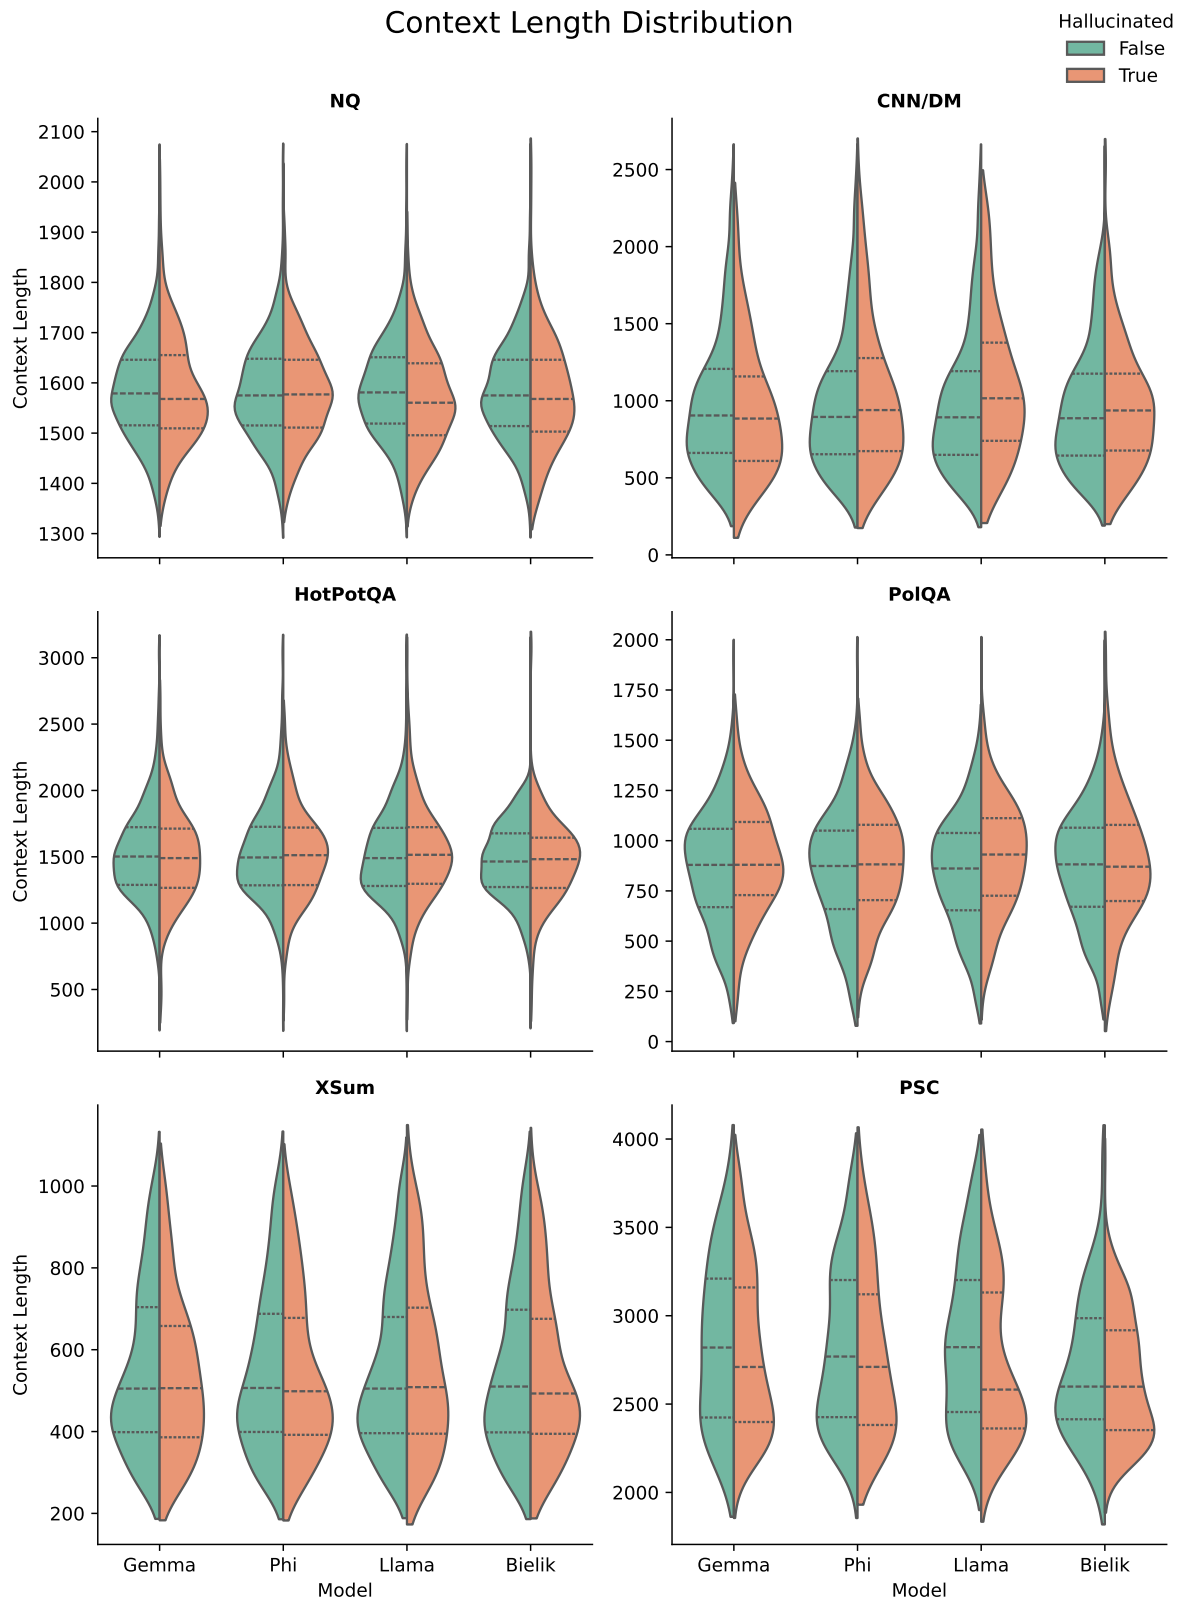 Context Length Distribution
Hallucinated
False
True
NQ
CNN/DM
Context Length
2100
2000
1900
1800
1700
1600
1500
1400
1300
2500
2000
1500
1000
500
0
HotPotQA
PolQA
Context Length
3000
2500
2000
1500
1000
500
2000
1750
1500
1250
1000
750
500
250
0
XSum
PSC
Context Length
1000
800
600
400
200
4000
3500
3000
2500
2000
Gemma Phi Llama Bielik
Model
Gemma Phi Llama Bielik
Model